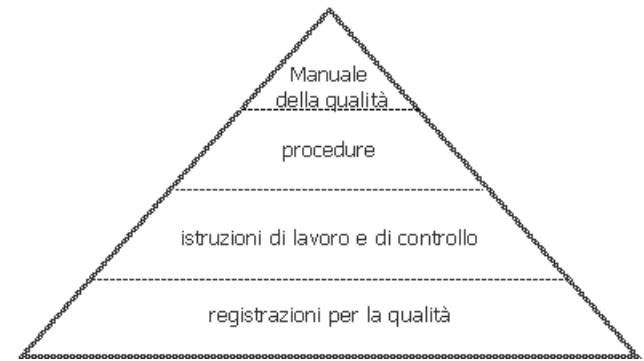 Manuale
della qualità
procedure
istruzioni di lavoro e di controllo
registrazioni per la qualità